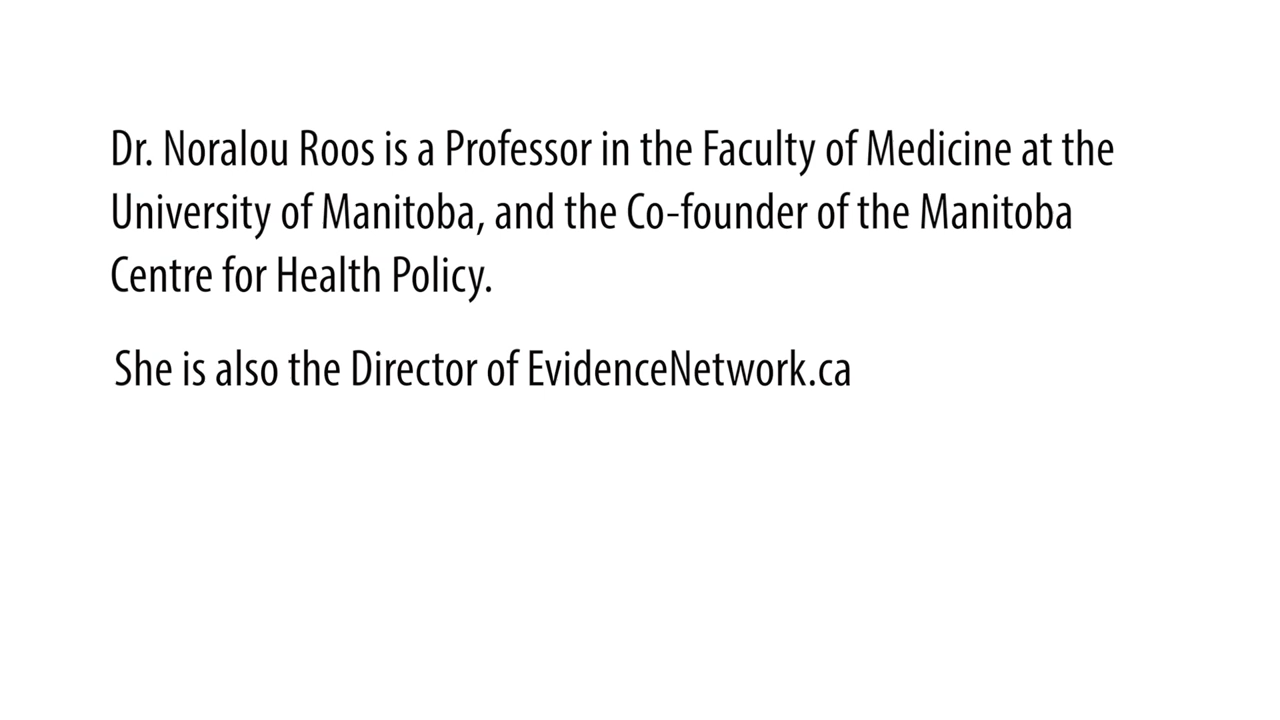 Dr. Noralou Roos is a Professor in the Faculty of Medicine at the
University of Manitoba, and the Co-founder of the Manitoba
Centre for Health Policy.
She is also the Director of EvidenceNetwork.ca